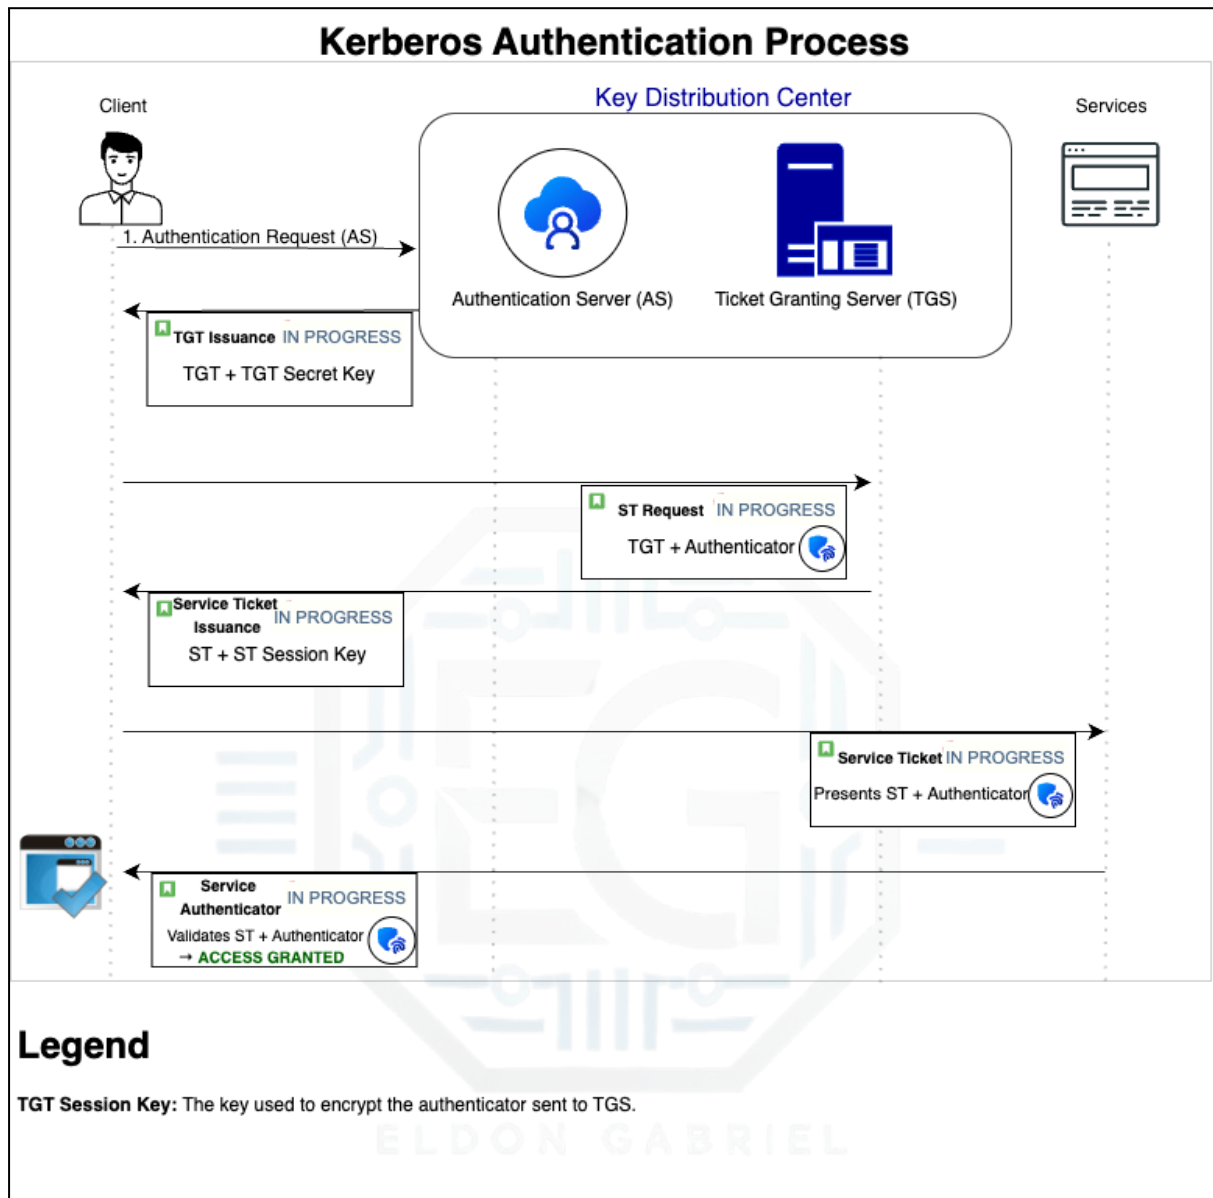 Kerberos Authentication Process
Client
Key Distribution Center
Services
1. Authentication Request (AS)
Authentication Server (AS)
Ticket Granting Server (TGS)
TGT Issuance IN PROGRESS
TGT + TGT Secret Key
ST Request IN PROGRESS
TGT + Authenticator
Service Ticket
Issuance
IN PROGRESS
ST + ST Session Key
Service Ticket IN PROGRESS
Presents ST + Authenticator
Service
Authenticator
IN PROGRESS
Validates ST + Authenticator
→ ACCESS GRANTED
Legend
TGT Session Key: The key used to encrypt the authenticator sent to TGS.
EG
ELDON GABRIEL